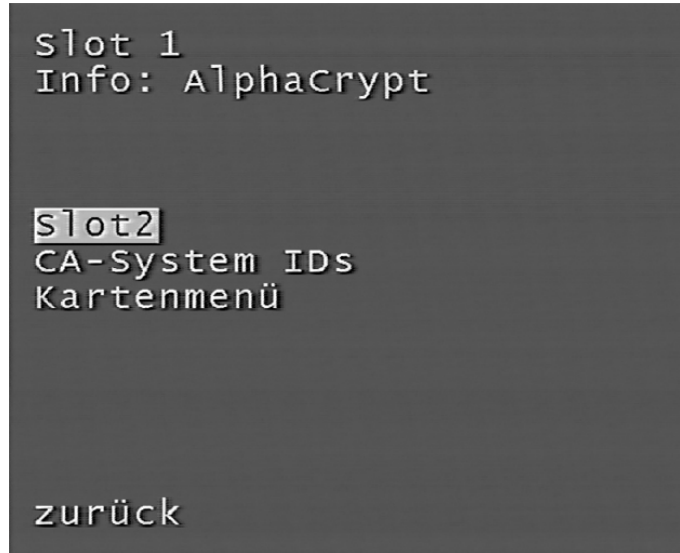 Slot 1
Info: AlphaCrypt
Slot2
CA-System IDs
Kartenmenü
zurück